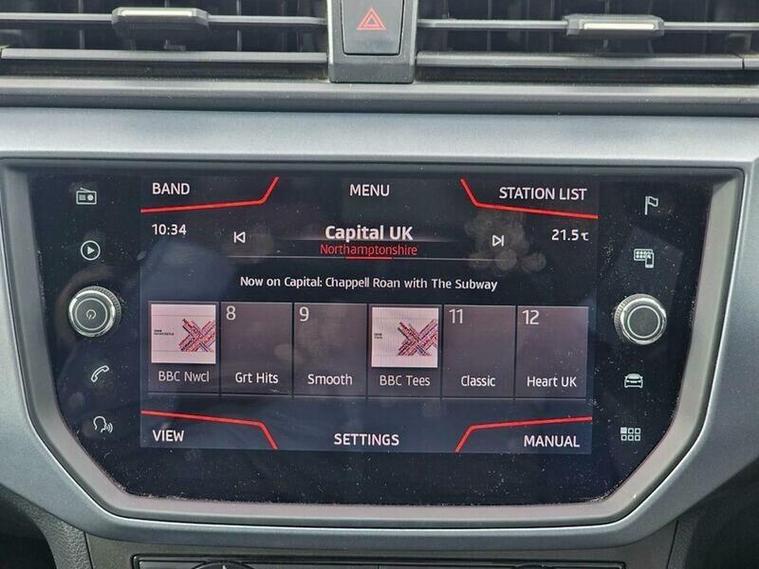 BAND MENU STATION LIST
10:34 Capital UK 21.5℃
Northamptonshire
Now on Capital: Chappell Roan with The Subway
8 9 11 12
BBC Nwcl Grt Hits Smooth BBC Tees Classic Heart UK
VIEW SETTINGS MANUAL